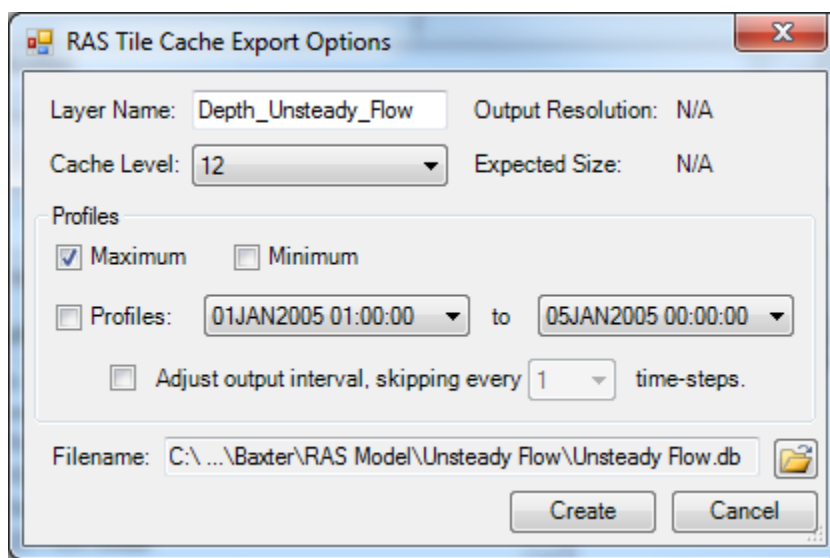 RAS Tile Cache Export Options
Layer Name: Depth_Unsteady_Flow Output Resolution: N/A
Cache Level: 12 Expected Size: N/A
Profiles
Maximum Minimum
Profiles: 01JAN2005 01:00:00 to 05JAN2005 00:00:00
Adjust output interval, skipping every 1 time-steps.
Filename: C:\ ...\Baxter\RAS Model\Unsteady Flow\Unsteady Flow.db
Create Cancel